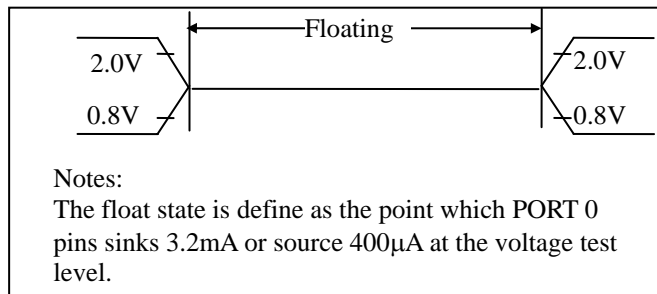 Floating
2.0V 2.0V
0.8V 0.8V
Notes:
The float state is define as the point which PORT 0
pins sinks 3.2mA or source 400μA at the voltage test
level.